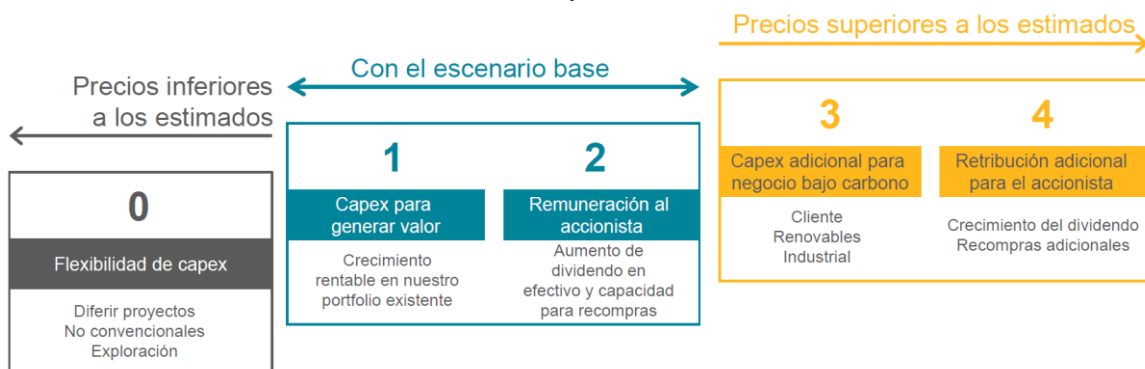 Precios inferiores
a los estimados
0
Flexibilidad de capex
Diferir proyectos
No convencionales
Exploración
Con el escenario base
1
Capex para
generar valor
Crecimiento
rentable en nuestro
portfolio existente
2
Remuneración al
accionista
Aumento de
dividendo en
efectivo y capacidad
para recompras
Precios superiores a los estimados
3
Capex adicional para
negocio bajo carbono
Cliente
Renovables
Industrial
4
Retribución adicional
para el accionista
Crecimiento del dividendo
Recompras adicionales